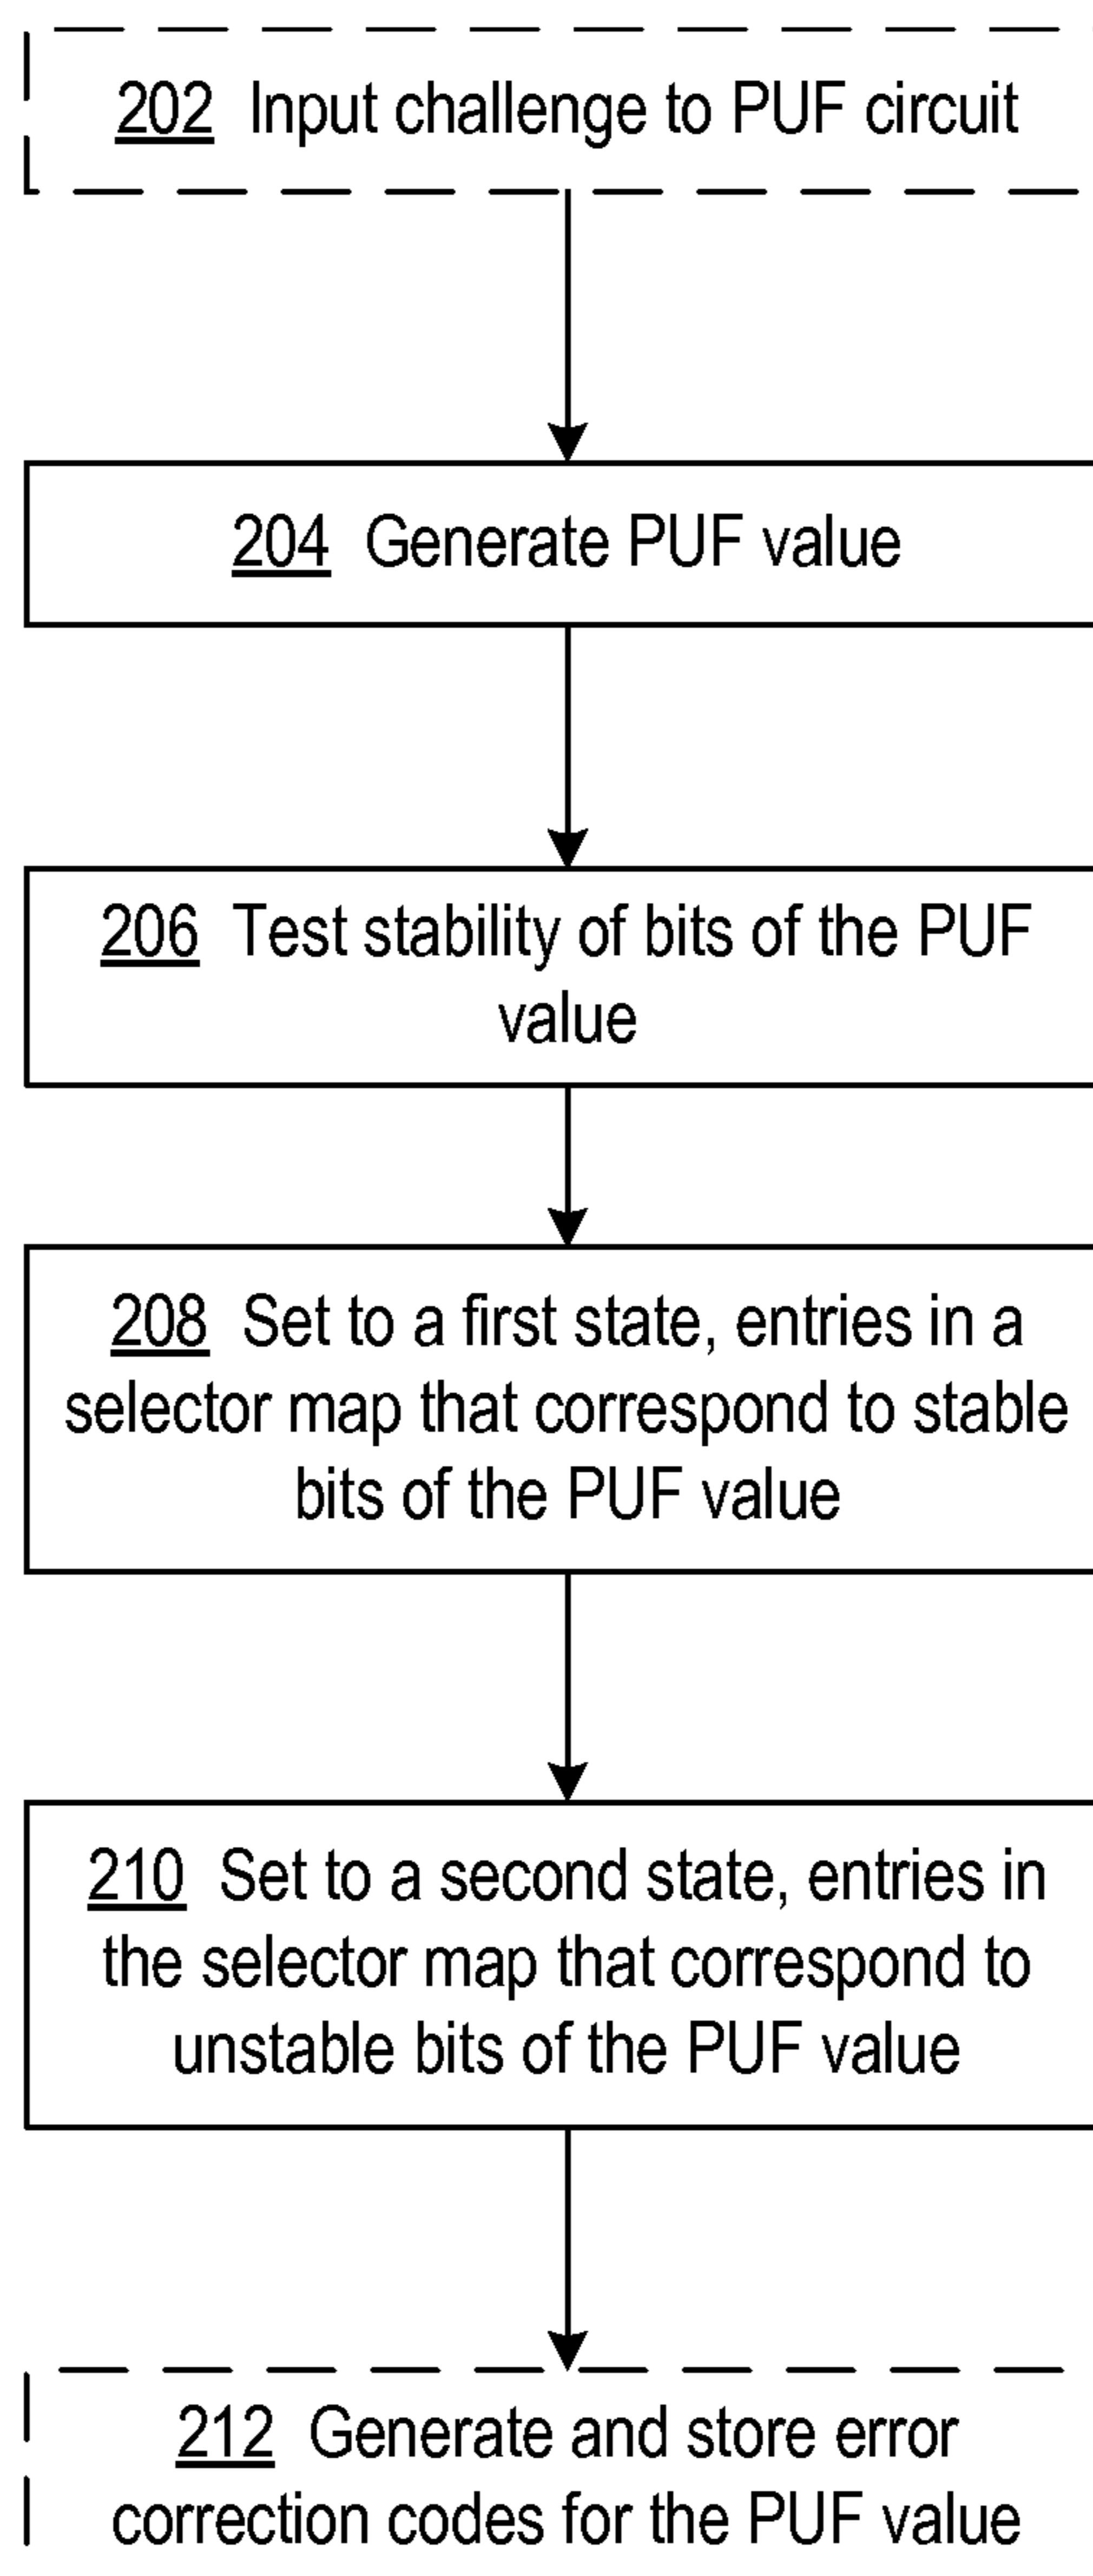 202 Input challenge to PUF circuit
204 Generate PUF value
206 Test stability of bits of the PUF
value
208 Set to a first state, entries in a
selector map that correspond to stable
bits of the PUF value
210 Set to a second state, entries in
the selector map that correspond to
unstable bits of the PUF value
212 Generate and store error
correction codes for the PUF value